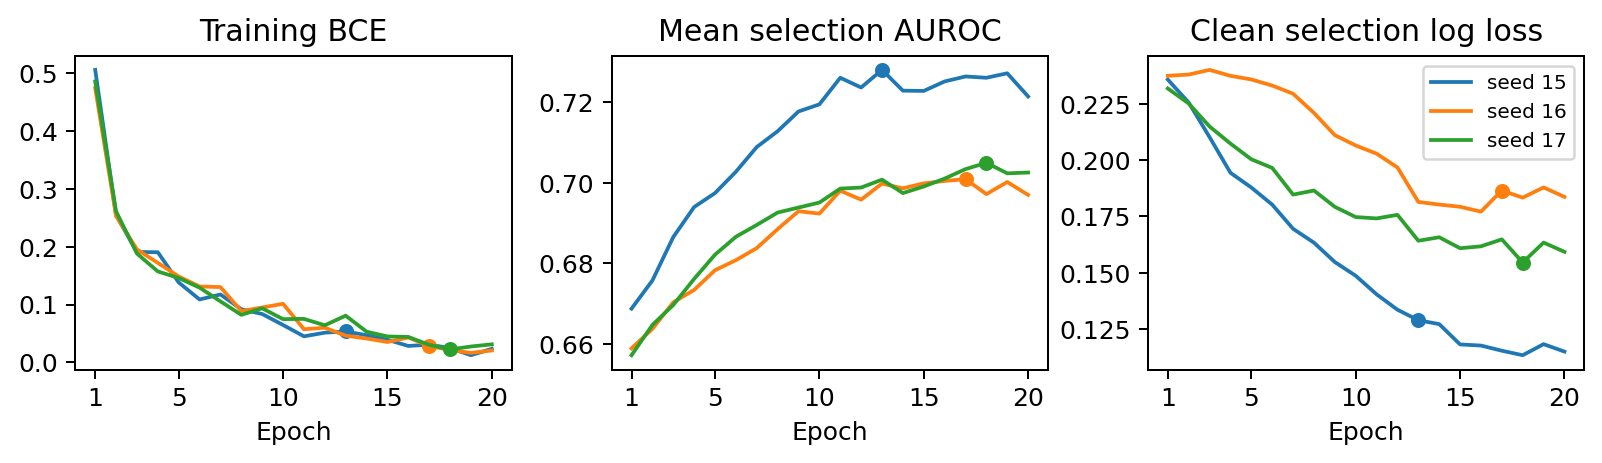 Training BCE
0.5
0.4
0.3
0.2
0.1
0.0
1 5 10 15 20
Epoch
Mean selection AUROC
0.72
0.70
0.68
0.66
1 5 10 15 20
Epoch
Clean selection log loss
0.225
0.200
0.175
0.150
0.125
seed 15
seed 16
seed 17
1 5 10 15 20
Epoch